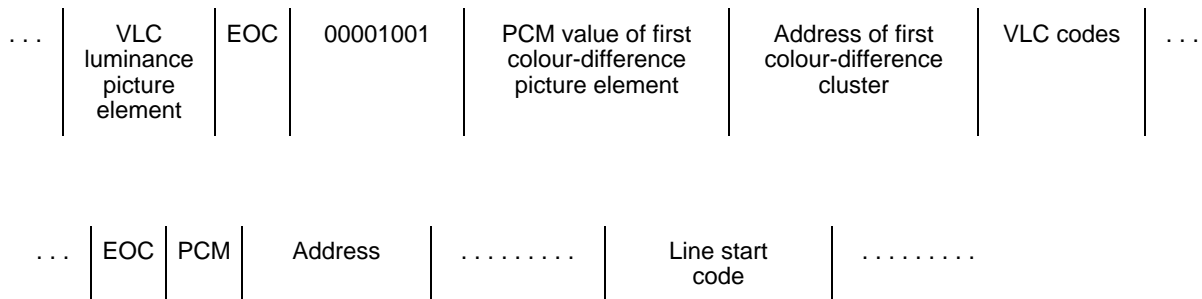 . . . VLC EOC 00001001 PCM value of first Address of first VLC codes . . .
luminance colour-difference colour-difference
picture picture element cluster
element
. . . EOC PCM Address . . . . . . . . . Line start . . . . . . . . .
code